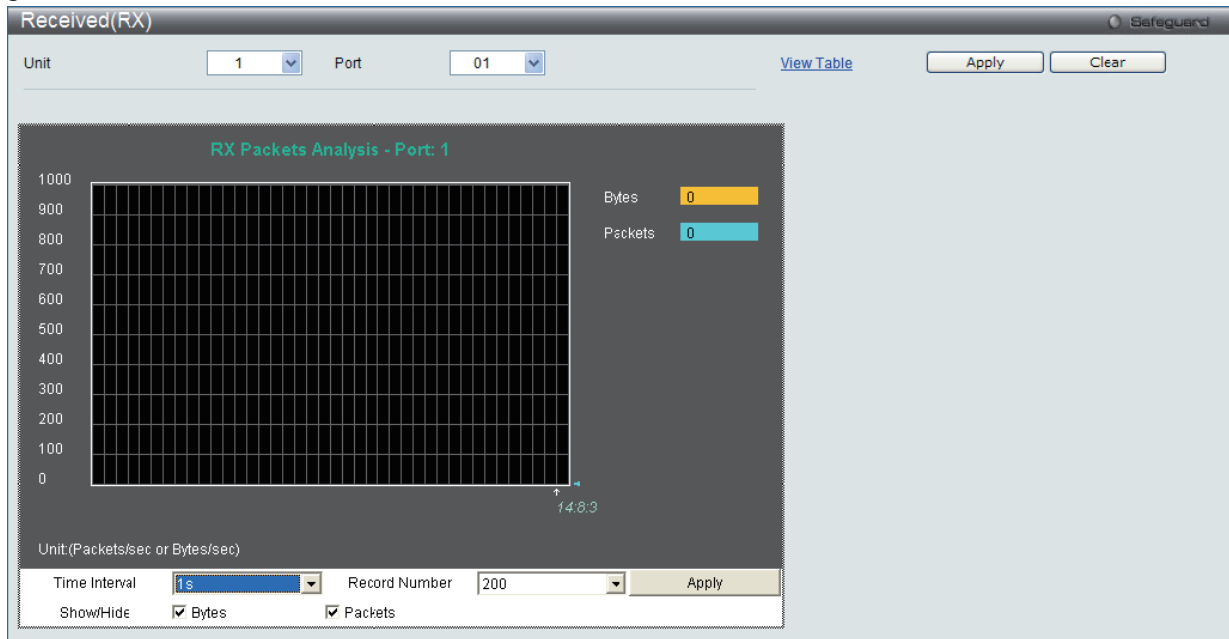 Received(RX)
Safeguard
Unit 1 Port 01 View Table Apply Clear
RX Packets Analysis - Port: 1
1000
900
800
700
600
500
400
300
200
100
0
Bytes 0
Packets 0
14:8:3
Unit:(Packets/sec or Bytes/sec)
Time Interval 1s Record Number 200 Apply
Show/Hide Bytes Packets